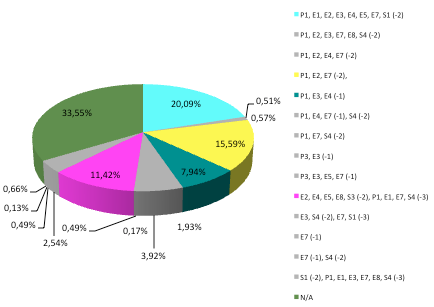 33,55%
20,09%
0,51%
0,57%
15,59%
7,94%
11,42%
0,66%
0,13%
0,49%
2,54%
0,49%
0,17%
3,92%
1,93%
P1, E1, E2, E3, E4, E5, E7, S1 (-2)
P1, E2, E3, E7, E8, S4 (-2)
P1, E2, E4, E7 (-2)
P1, E2, E7 (-2),
P1, E3, E4 (-1)
P1, E4, E7 (-1), S4 (-2)
P1, E7, S4 (-2)
P3, E3 (-1)
P3, E3, E5, E7 (-1)
E2, E4, E5, E8, S3 (-2), P1, E1, E7, S4 (-3)
E3, S4 (-2), E7, S1 (-3)
E7 (-1)
E7 (-1), S4 (-2)
S1 (-2), P1, E1, E3, E7, E8, S4 (-3)
N/A